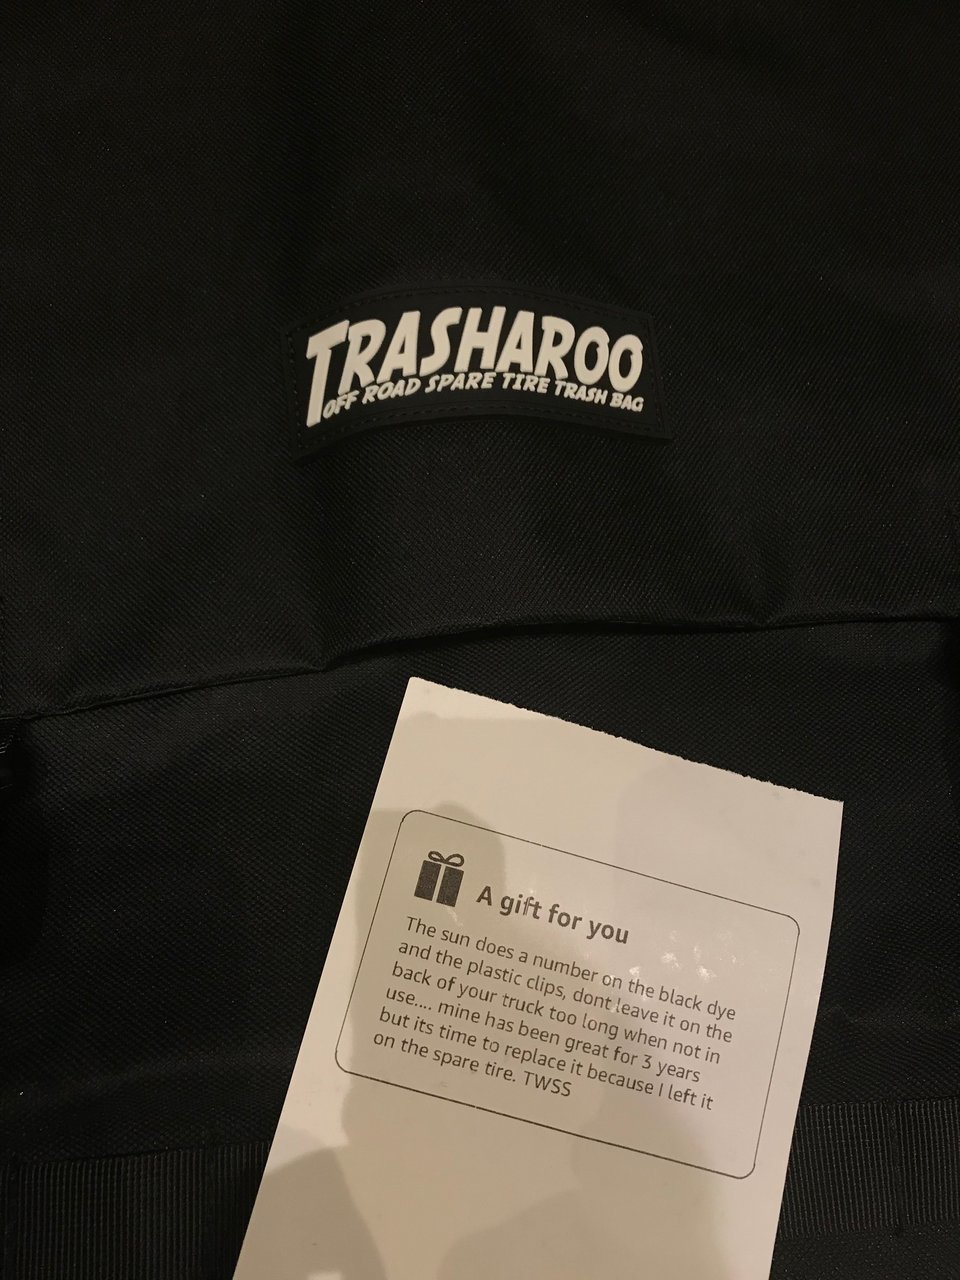 TRASHAROO
OFF ROAD SPARE TIRE TRASH BAG
A gift for you
The sun does a number on the black dye
and the plastic clips, dont leave it on the
back of your truck too long when not in
use.... mine has been great for 3 years
but its time to replace it because I left it
on the spare tire. TWSS